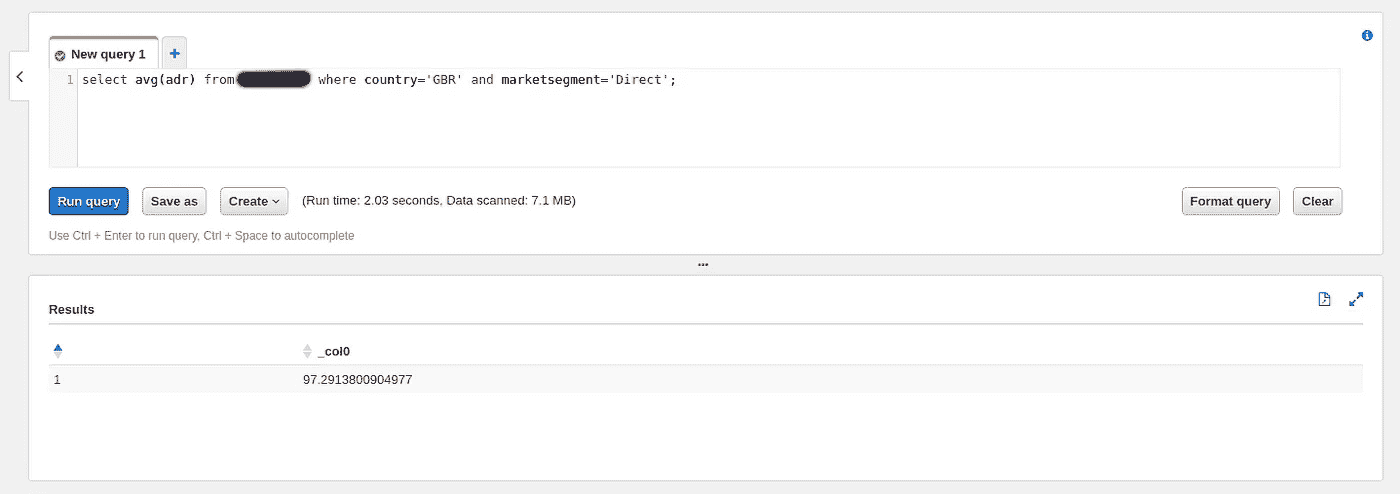 New query 1
1 select avg(adr) from where country='GBR' and marketsegment='Direct';
Run query Save as Create (Run time: 2.03 seconds, Data scanned: 7.1 MB) Format query Clear
Use Ctrl + Enter to run query, Ctrl + Space to autocomplete
Results
_col0
1 97.2913800904977